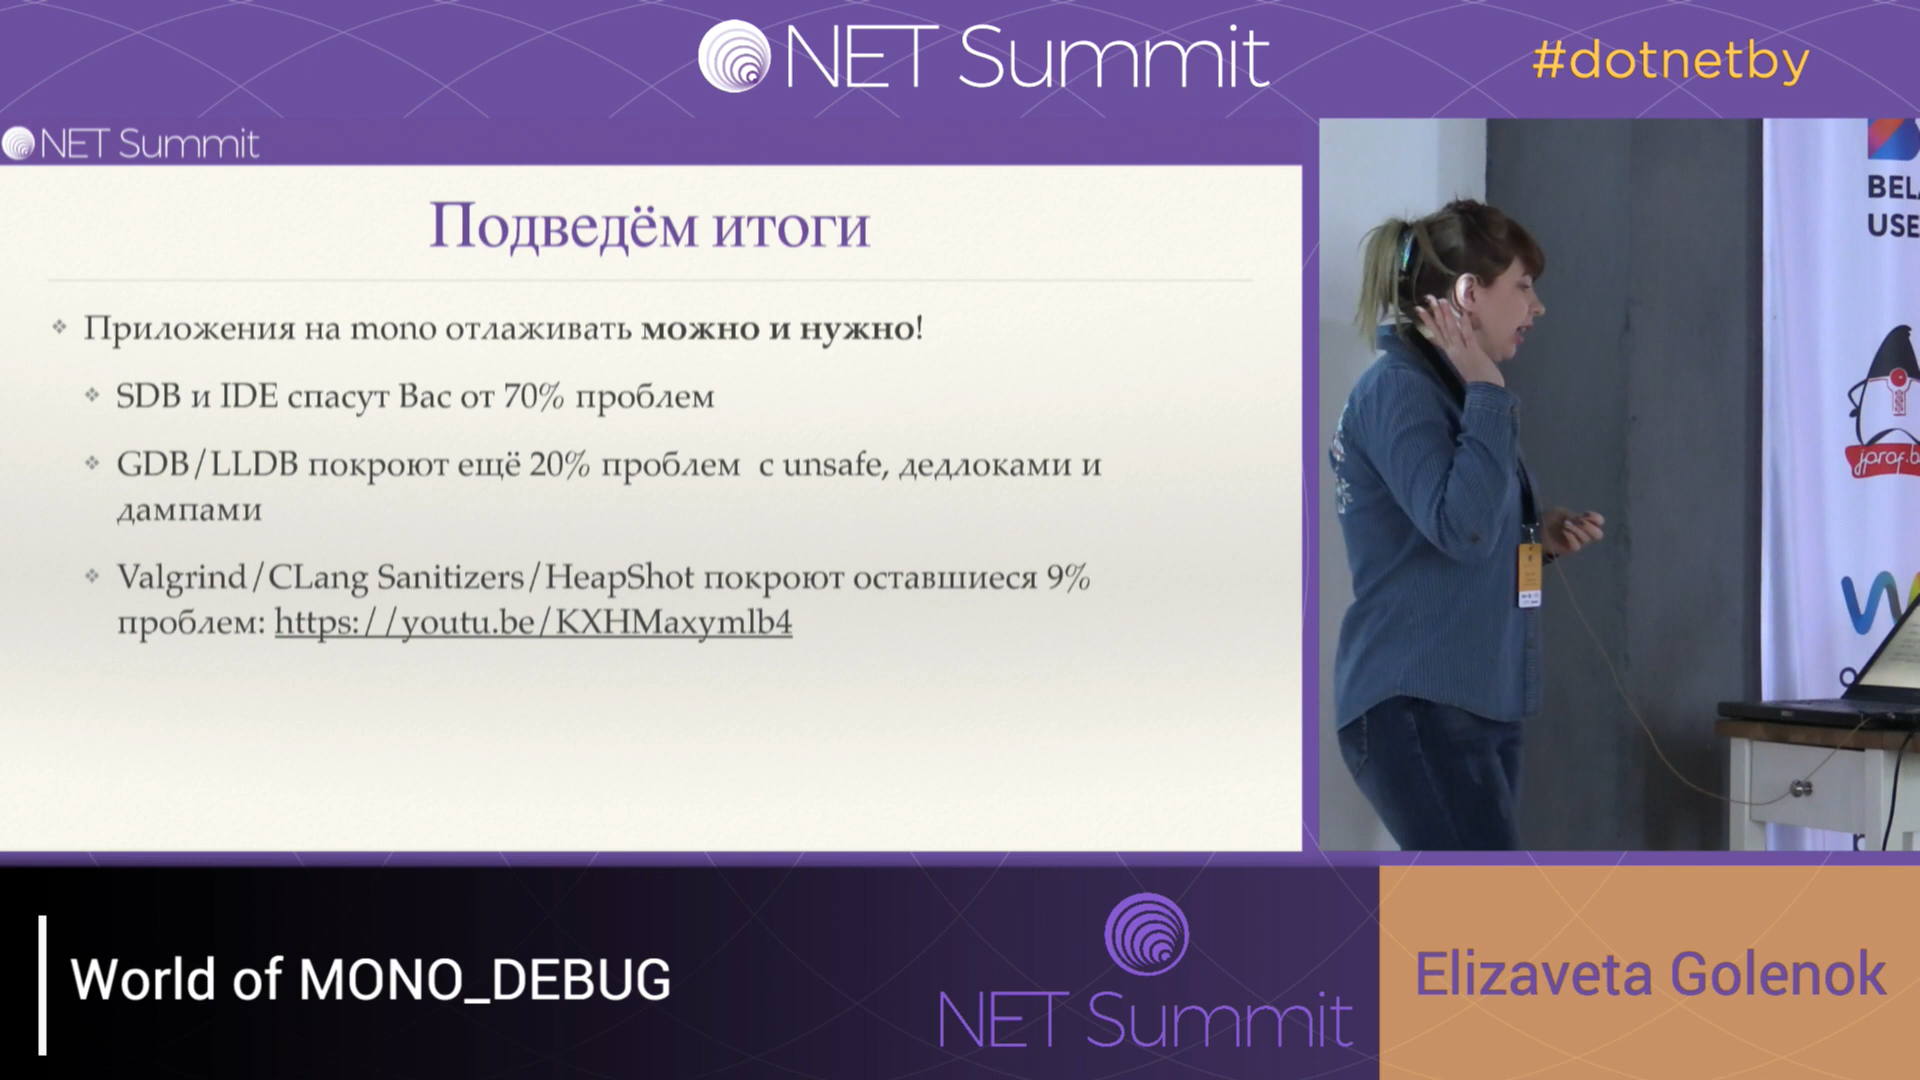 NET Summit
#dotnetby
NET Summit
Подведём итоги
Приложения на mono отлаживать можно и нужно!
SDB и IDE спасут Вас от 70% проблем
GDB/LLDB покроют ещё 20% проблем с unsafe, дедлоками и
дампами
Valgrind/CLang Sanitizers/HeapShot покроют оставшиеся 9%
проблем: https://youtu.be/KXHMaxymlb4
BEL
USE
jprof.b
World of MONO_DEBUG
NET Summit
Elizaveta Golenok